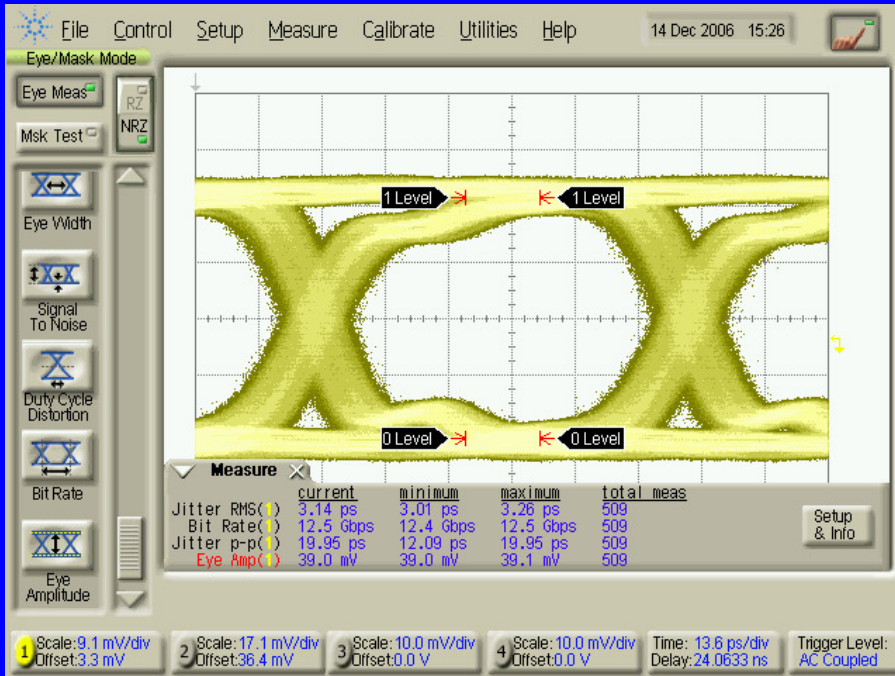 File Control Setup Measure Calibrate Utilities Help 14 Dec 2006 15:26
Eye/Mask Mode
Eye Meas
RZ
NRZ
Msk Test
1 Level 1 Level
Eye Width
Signal
To Noise
Duty Cycle
Distortion
0 Level 0 Level
Bit Rate
Measure
current minimum maximum total meas
Jitter RMS(1) 3.14 ps 3.01 ps 3.26 ps 509
Bit Rate(1) 12.5 Gbps 12.4 Gbps 12.5 Gbps 509
Jitter p-p(1) 19.95 ps 12.09 ps 19.95 ps 509
Eye Amp(1) 39.0 mV 39.0 mV 39.1 mV 509
Setup
& Info
Eye
Amplitude
1 Scale:9.1 mV/div
Offset:3.3 mV
2 Scale:17.1 mV/div
Offset:36.4 mV
3 Scale:10.0 mV/div
Offset:0.0 V
4 Scale:10.0 mV/div
Offset:0.0 V
Time: 13.6 ps/div
Delay:24.0633 ns
Trigger Level:
AC Coupled